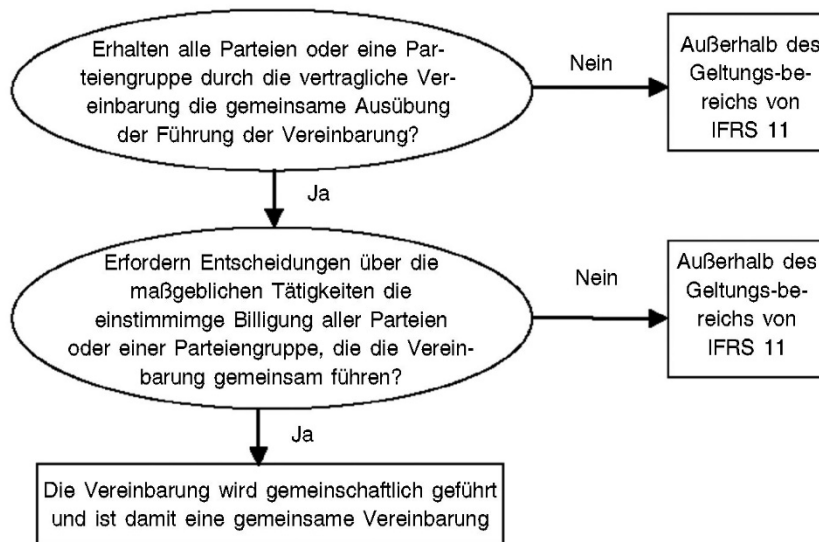 Erhalten alle Parteien oder eine Par-
teiengruppe durch die vertragliche Ver-
einbarung die gemeinsame Ausübung
der Führung der Vereinbarung?
Nein
Außerhalb des
Geltungs-be-
reichs von
IFRS 11
Ja
Erfordern Entscheidungen über die
maßgeblichen Tätigkeiten die
einstimmimge Billigung aller Parteien
oder einer Parteiengruppe, die die Verein-
barung gemeinsam führen?
Nein
Außerhalb des
Geltungs-be-
reichs von
IFRS 11
Ja
Die Vereinbarung wird gemeinschaftlich geführt
und ist damit eine gemeinsame Vereinbarung